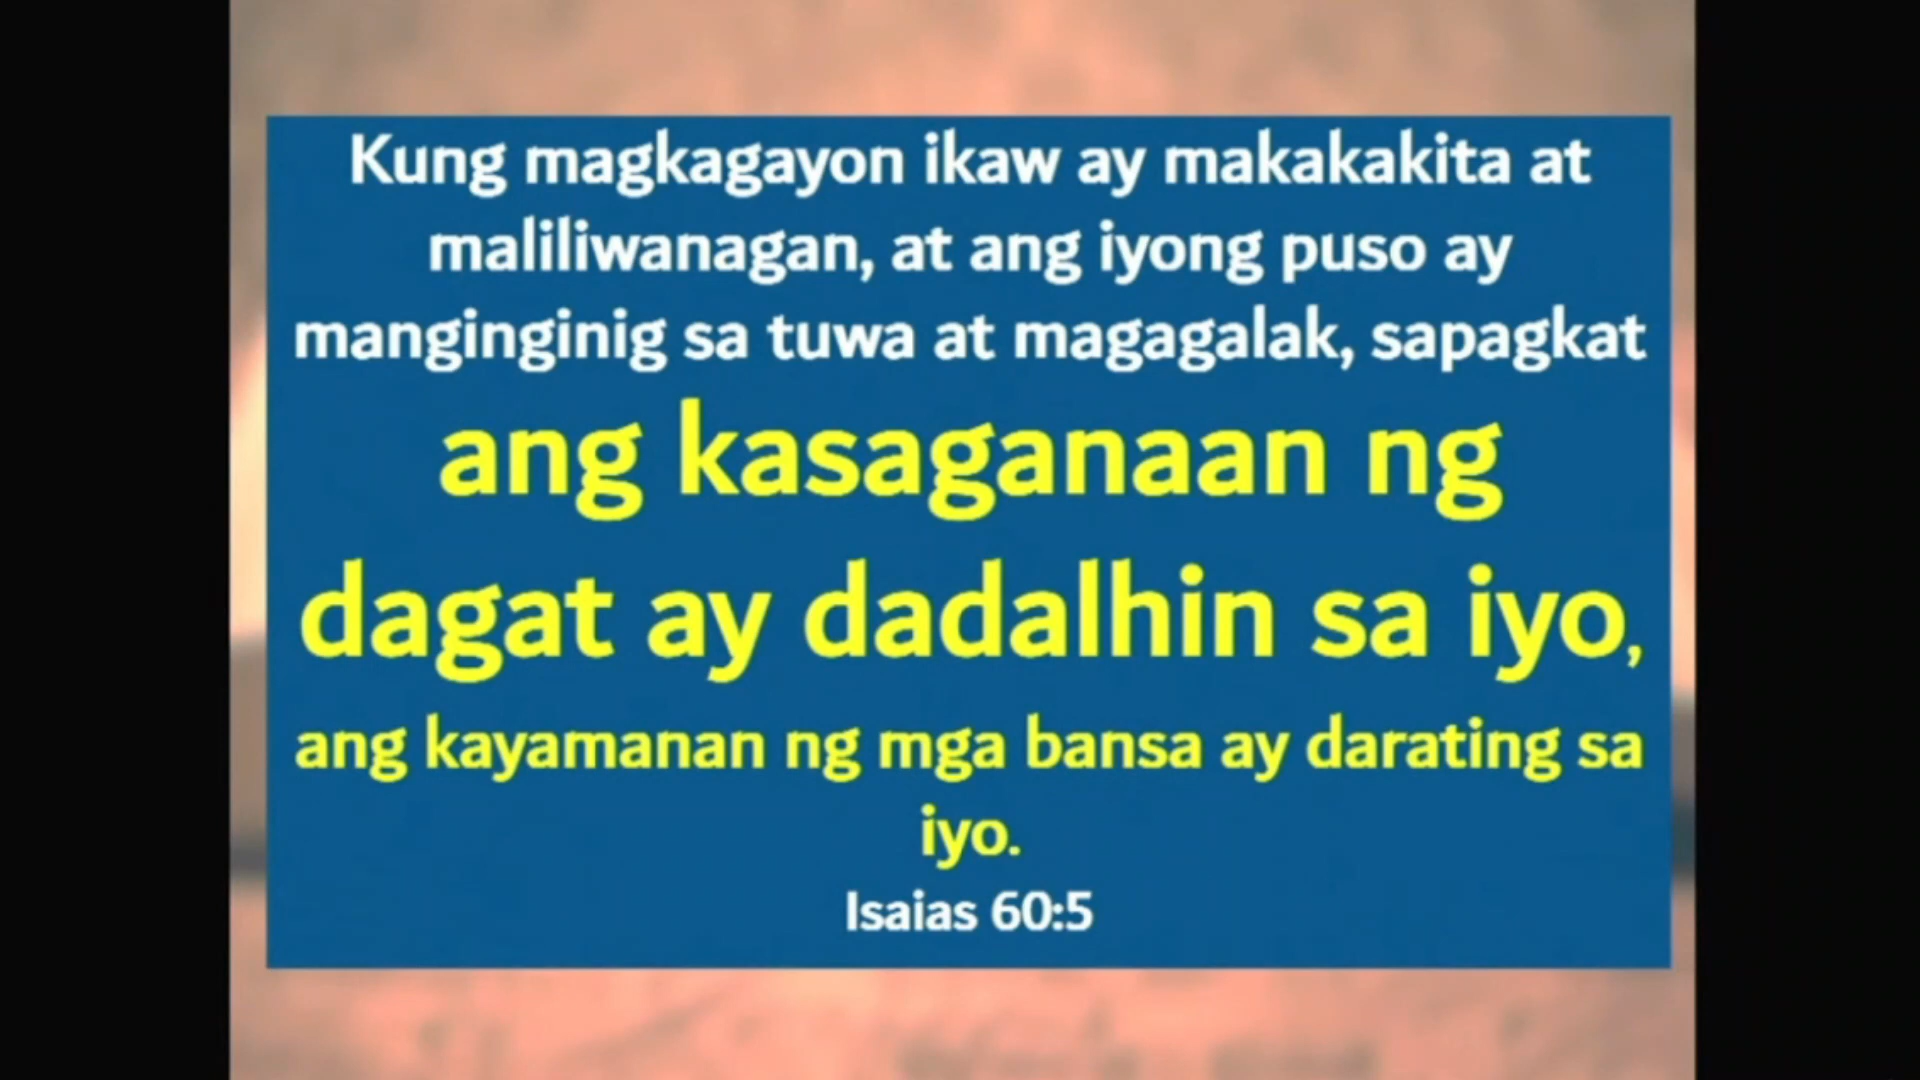 Kung magkagayon ikaw ay makakakita at
maliliwanagan, at ang iyong puso ay
manginginig sa tuwa at magagalak, sapagkat
ang kasaganaan ng
dagat ay dadalhin sa iyo,
ang kayamanan ng mga bansa ay darating sa
iyo.
Isaias 60:5